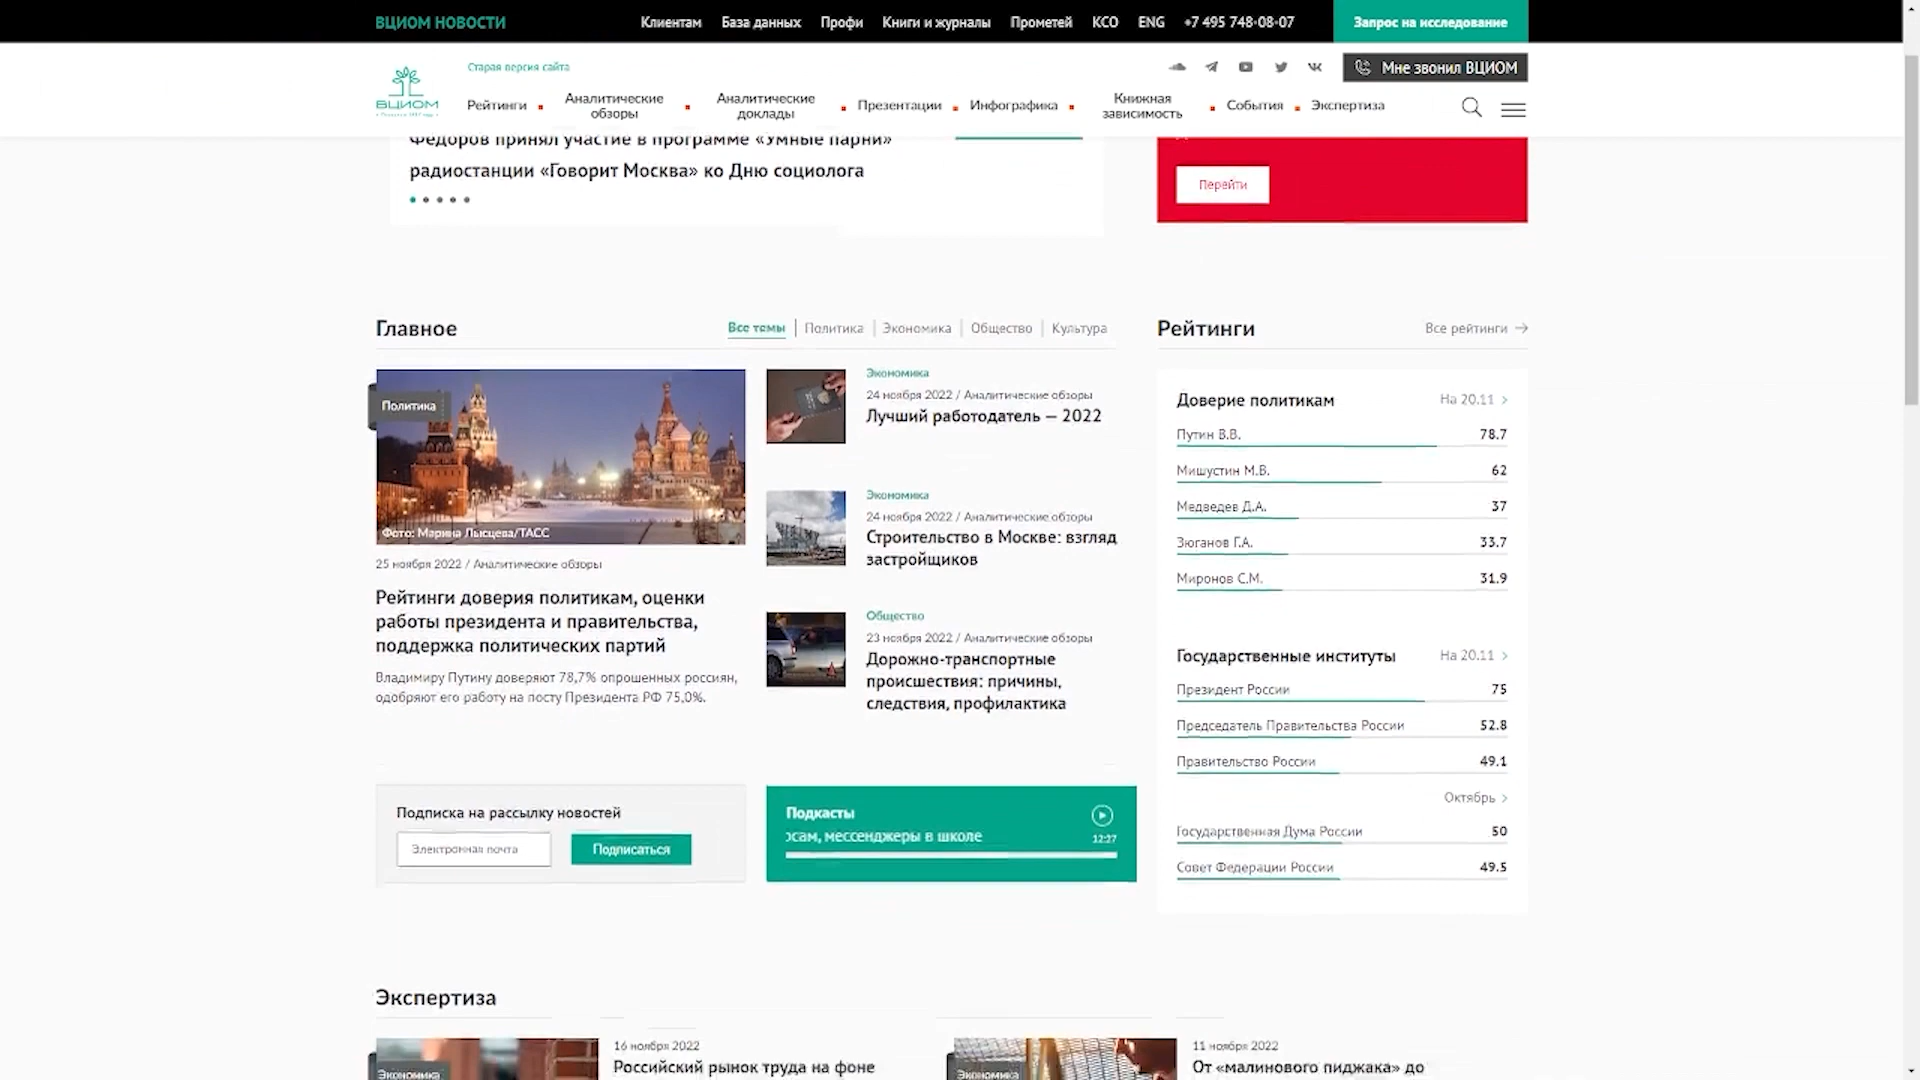 ВЦИОМ НОВОСТИ
Клиентам База данных Профи Книги и журналы Прометей КСО ENG +7 495 748-08-07 Запрос на исследование
Старая версия сайта
Мне звонил ВЦИОМ
ВЦИОМ
Рейтинги Аналитические обзоры Аналитические доклады Презентации Инфографика Книжная зависимость События Экспертиза
Федоров принял участие в программе «Умные парни»
радиостанции «Говорит Москва» ко Дню социолога
Перейти
Главное
Все темы Политика Экономика Общество Культура
Политика
Фото: Марина Лысцева/ТАСС
25 ноября 2022 / Аналитические обзоры
Рейтинги доверия политикам, оценки
работы президента и правительства,
поддержка политических партий
Владимиру Путину доверяют 78,7% опрошенных россиян,
одобряют его работу на посту Президента РФ 75,0%.
Экономика
24 ноября 2022 / Аналитические обзоры
Лучший работодатель — 2022
Экономика
24 ноября 2022 / Аналитические обзоры
Строительство в Москве: взгляд
застройщиков
Общество
23 ноября 2022 / Аналитические обзоры
Дорожно-транспортные
происшествия: причины,
следствия, профилактика
Подписка на рассылку новостей
Электронная почта
Подписаться
Подкасты
осам, мессенджеры в школе
12:27
Рейтинги
Все рейтинги
Доверие политикам На 20.11
Путин В.В. 78.7
Мишустин М.В. 62
Медведев Д.А. 37
Зюганов Г.А. 33.7
Миронов С.М. 31.9
Государственные институты На 20.11
Президент России 75
Председатель Правительства России 52.8
Правительство России 49.1
Октябрь
Государственная Дума России 50
Совет Федерации России 49.5
Экспертиза
Экономика
16 ноября 2022
Российский рынок труда на фоне
Экономика
11 ноября 2022
От «малинового пиджака» до